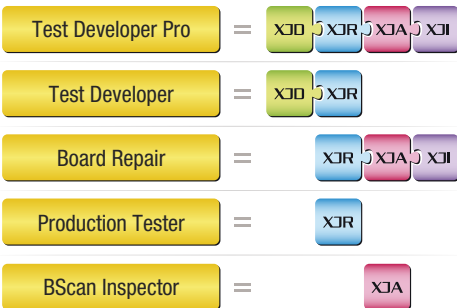 Test Developer Pro = XJD XJR XJA XJI
Test Developer = XJD XJR
Board Repair = XJR XJA XJI
Production Tester = XJR
BScan Inspector = XJA